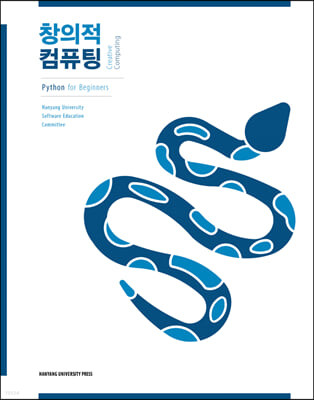 창의적
컴퓨팅
Creative
Computing
Python for Beginners
Hanyang University
Software Education
Committee
HANYANG UNIVERSITY PRESS